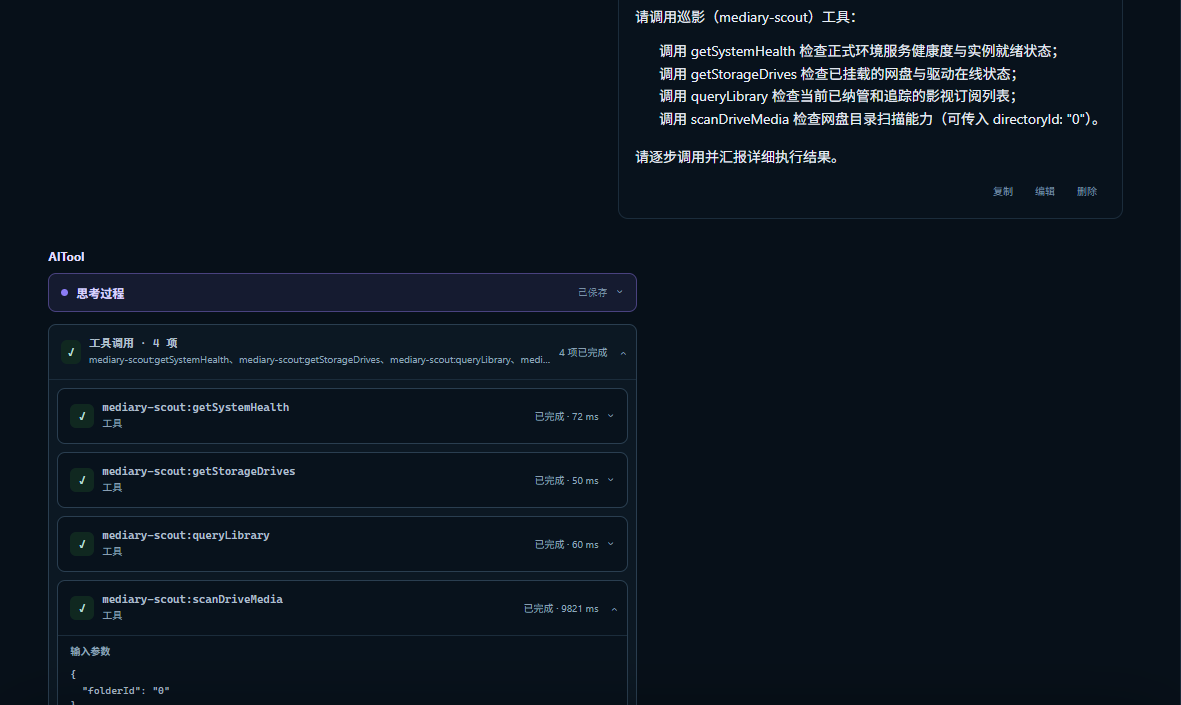 请调用巡影（mediary-scout）工具：
调用 getSystemHealth 检查正式环境服务健康度与实例就绪状态；
调用 getStorageDrives 检查已挂载的网盘与驱动在线状态；
调用 queryLibrary 检查当前已纳管和追踪的影视订阅列表；
调用 scanDriveMedia 检查网盘目录扫描能力（可传入 directoryId: "0"）。
请逐步调用并汇报详细执行结果。
复制 编辑 删除
AITool
思考过程 已保存
工具调用 · 4 项
mediary-scout:getSystemHealth、mediary-scout:getStorageDrives、mediary-scout:queryLibrary、medi... 4 项已完成
mediary-scout:getSystemHealth
工具 已完成 · 72 ms
mediary-scout:getStorageDrives
工具 已完成 · 50 ms
mediary-scout:queryLibrary
工具 已完成 · 60 ms
mediary-scout:scanDriveMedia
工具 已完成 · 9821 ms
输入参数
{
"folderId": "0"
}